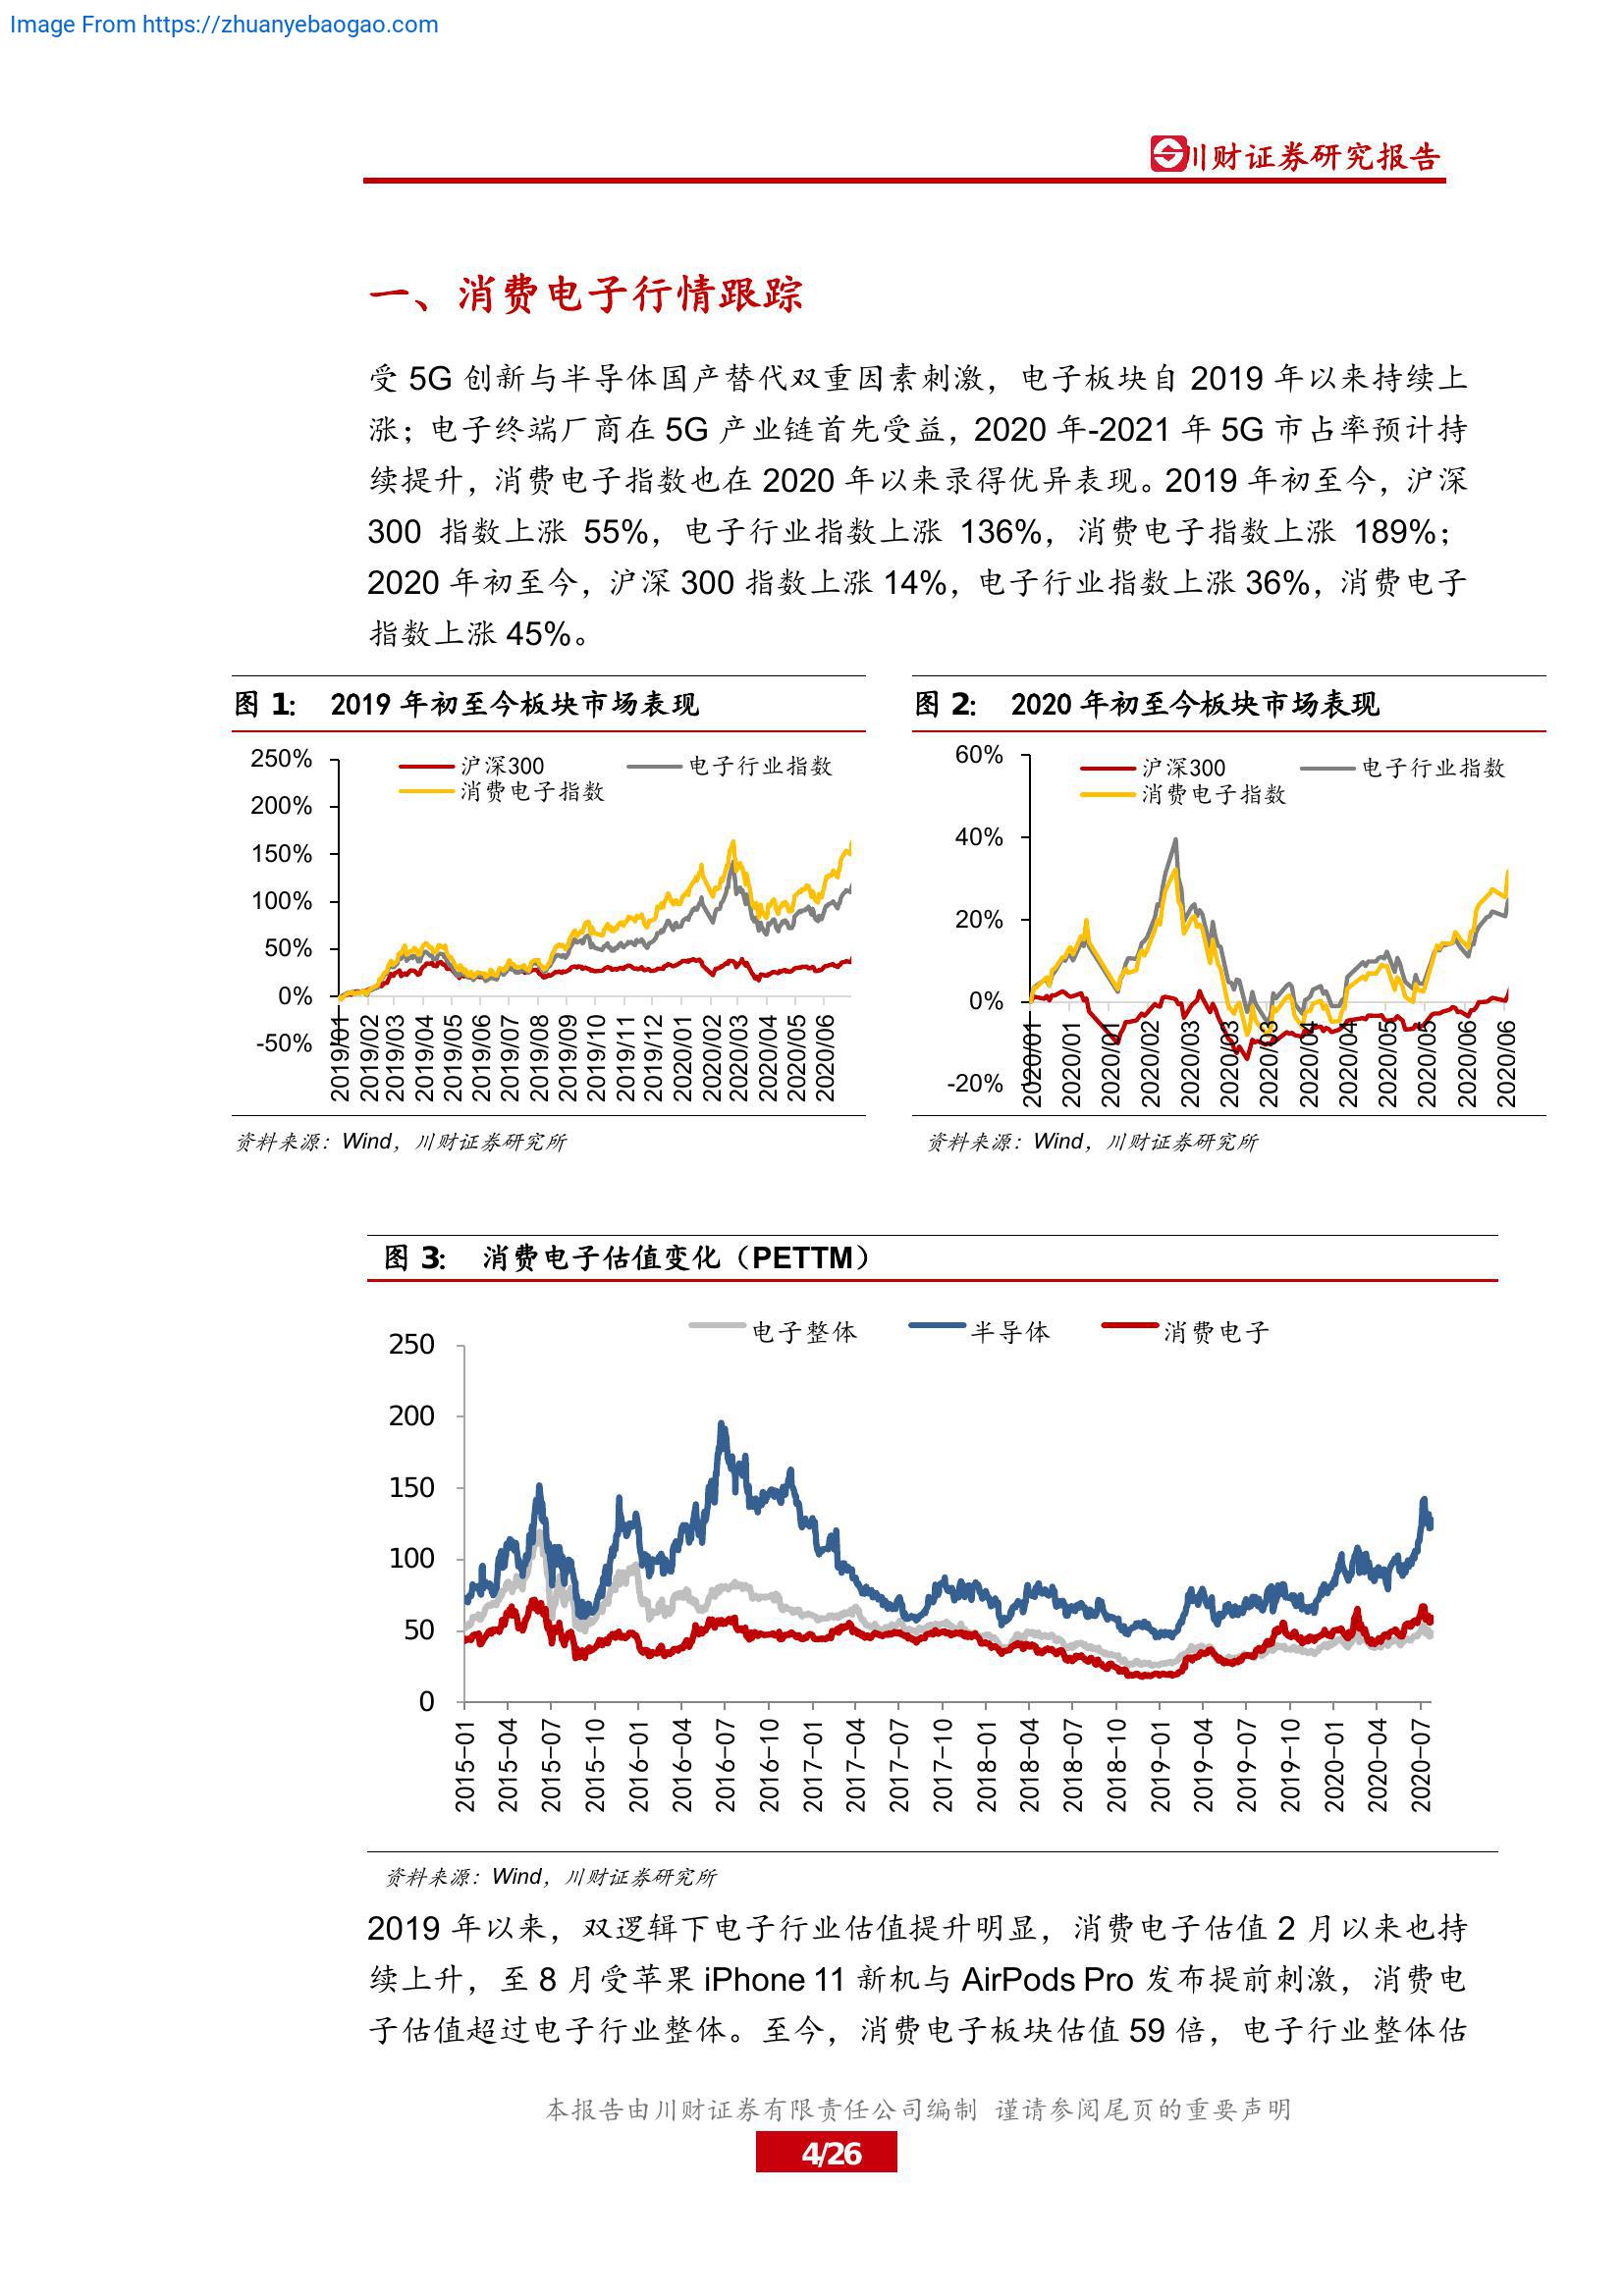 Image From https://zhuanyebaogao.com
川财证券研究报告
一、消费电子行情跟踪
受 5G 创新与半导体国产替代双重因素刺激，电子板块自 2019 年以来持续上
涨；电子终端厂商在 5G 产业链首先受益，2020 年-2021 年 5G 市占率预计持
续提升，消费电子指数也在 2020 年以来录得优异表现。2019 年初至今，沪深
300 指数上涨 55%，电子行业指数上涨 136%，消费电子指数上涨 189%；
2020 年初至今，沪深 300 指数上涨 14%，电子行业指数上涨 36%，消费电子
指数上涨 45%。
图 1： 2019 年初至今板块市场表现
250%
200%
150%
100%
50%
0%
-50%
沪深300
电子行业指数
消费电子指数
2019/01
2019/02
2019/03
2019/04
2019/05
2019/06
2019/07
2019/08
2019/09
2019/10
2019/11
2019/12
2020/01
2020/02
2020/03
2020/04
2020/05
2020/06
资料来源：Wind，川财证券研究所
图 2： 2020 年初至今板块市场表现
60%
40%
20%
0%
-20%
沪深300
电子行业指数
消费电子指数
2020/01
2020/01
2020/01
2020/02
2020/03
2020/03
2020/03
2020/04
2020/04
2020/05
2020/05
2020/06
2020/06
资料来源：Wind，川财证券研究所
图 3： 消费电子估值变化（PETTM）
电子整体
半导体
消费电子
250
200
150
100
50
0
2015-01
2015-04
2015-07
2015-10
2016-01
2016-04
2016-07
2016-10
2017-01
2017-04
2017-07
2017-10
2018-01
2018-04
2018-07
2018-10
2019-01
2019-04
2019-07
2019-10
2020-01
2020-04
2020-07
资料来源：Wind，川财证券研究所
2019 年以来，双逻辑下电子行业估值提升明显，消费电子估值 2 月以来也持
续上升，至 8 月受苹果 iPhone 11 新机与 AirPods Pro 发布提前刺激，消费电
子估值超过电子行业整体。至今，消费电子板块估值 59 倍，电子行业整体估
本报告由川财证券有限责任公司编制 谨请参阅尾页的重要声明
4/26